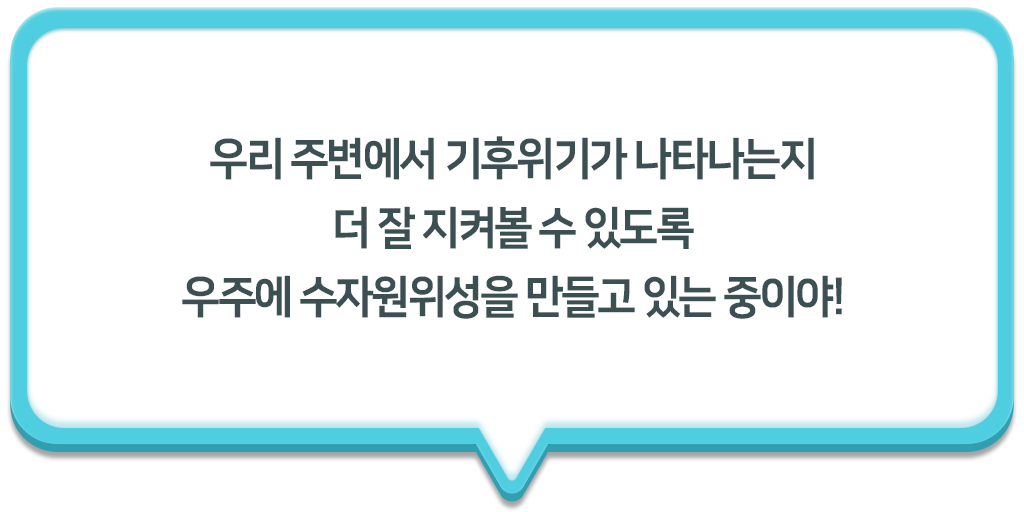 우리 주변에서 기후위기가 나타나는지
더 잘 지켜볼 수 있도록
우주에 수자원위성을 만들고 있는 중이야!